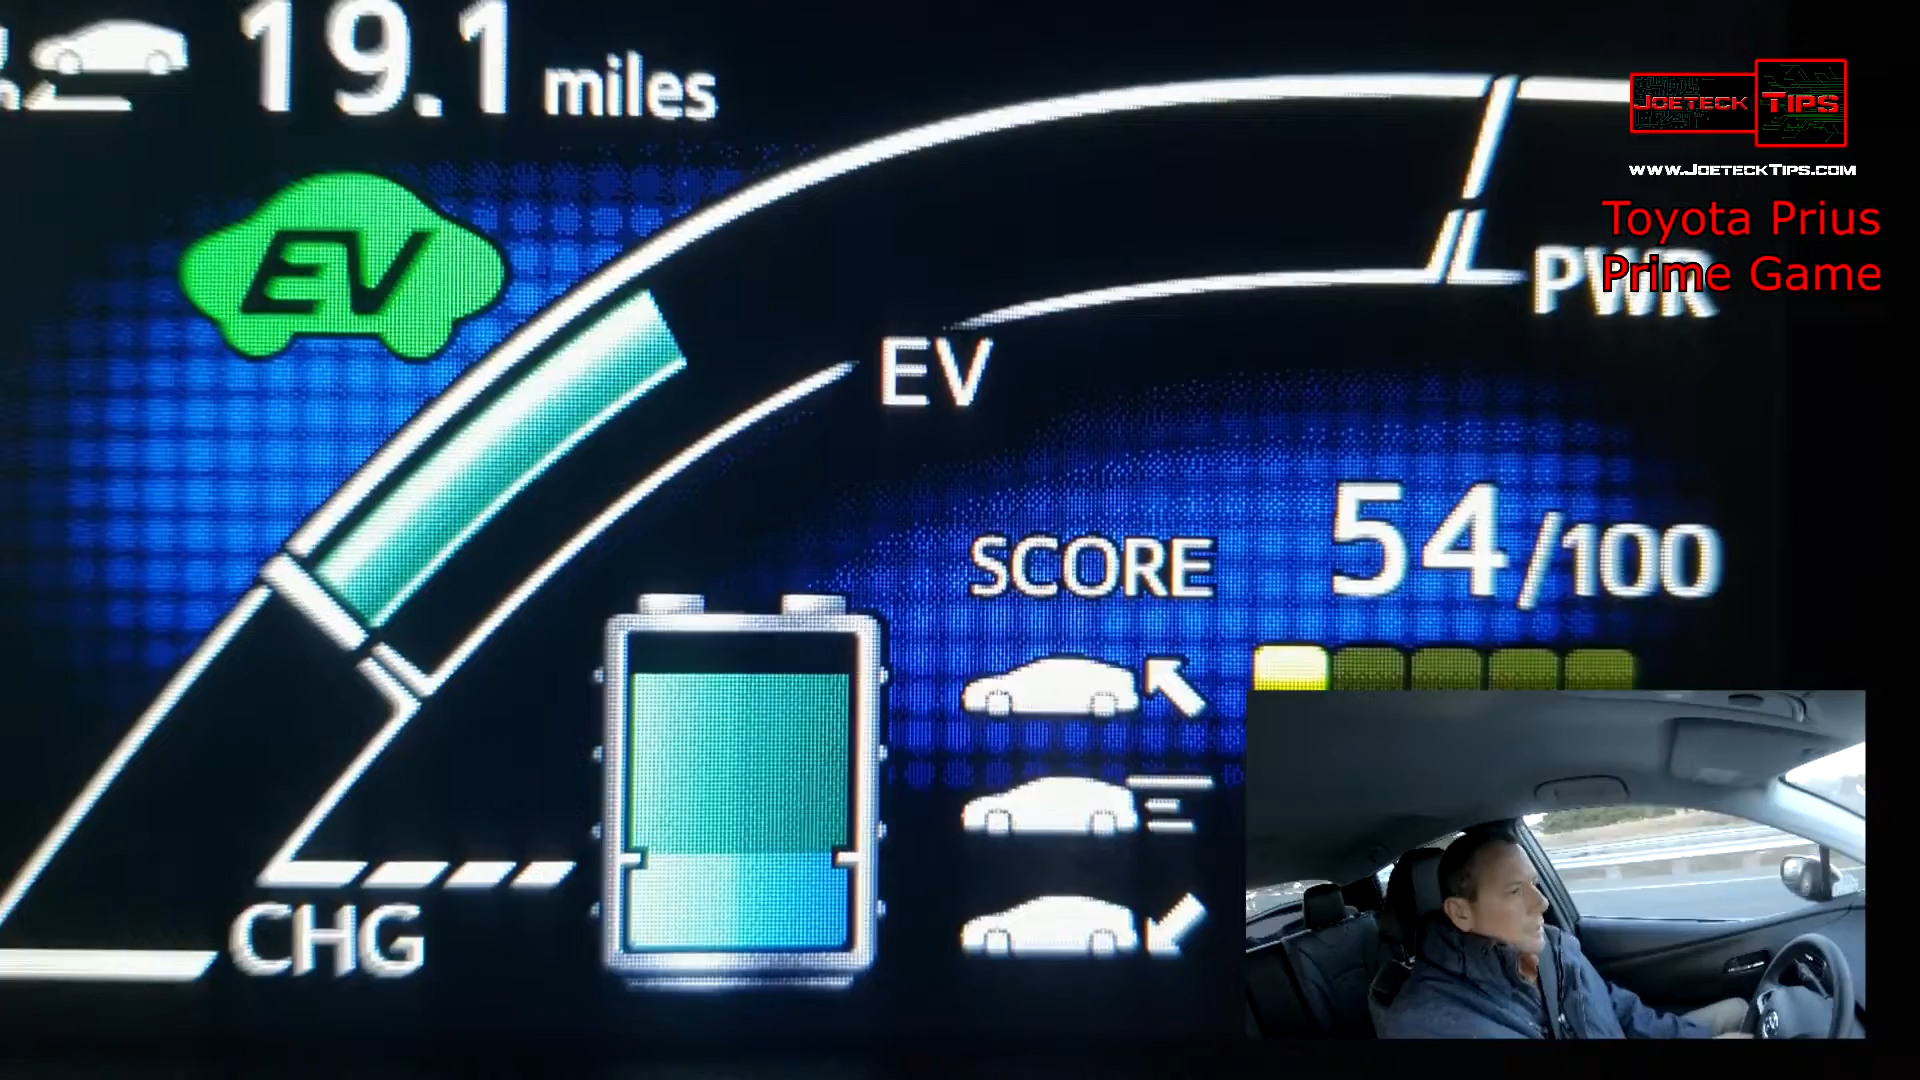 19.1 miles
JOETECK TIPS
WWW.JOETECKTIPS.COM
Toyota Prius
Prime Game
EV
PWR
EV
SCORE 54/100
CHG